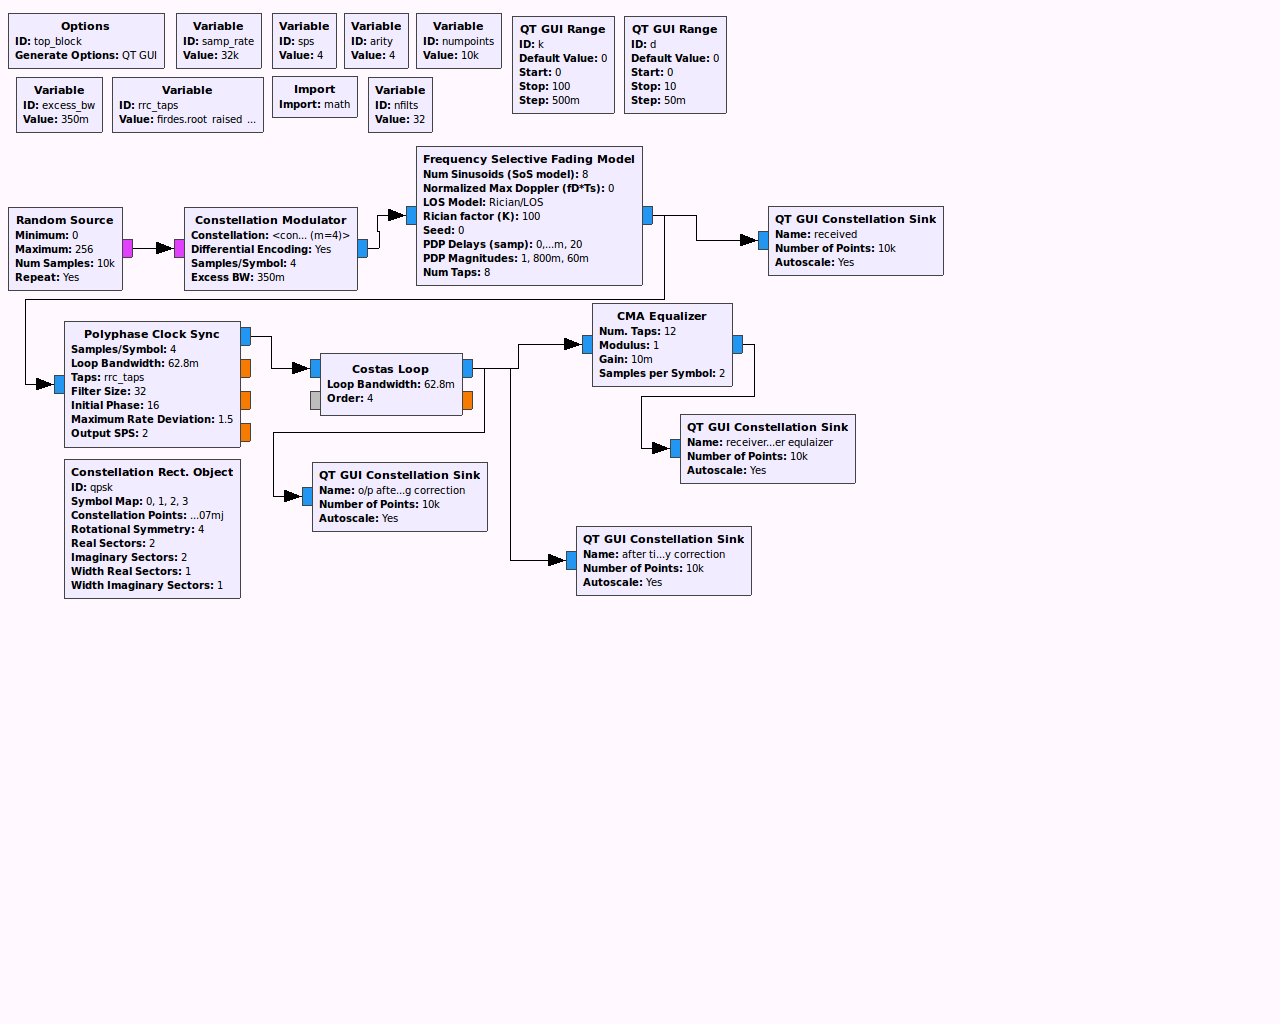 Options
ID: top_block
Generate Options: QT GUI
Variable
ID: samp_rate
Value: 32k
Variable
ID: sps
Value: 4
Variable
ID: arity
Value: 4
Variable
ID: numpoints
Value: 10k
QT GUI Range
ID: k
Default Value: 0
Start: 0
Stop: 100
Step: 500m
QT GUI Range
ID: d
Default Value: 0
Start: 0
Stop: 10
Step: 50m
Variable
ID: excess_bw
Value: 350m
Variable
ID: rrc_taps
Value: firdes.root_raised_...
Import
Import: math
Variable
ID: nfilts
Value: 32
Random Source
Minimum: 0
Maximum: 256
Num Samples: 10k
Repeat: Yes
Constellation Modulator
Constellation: <con... (m=4)>
Differential Encoding: Yes
Samples/Symbol: 4
Excess BW: 350m
Frequency Selective Fading Model
Num Sinusoids (SoS model): 8
Normalized Max Doppler (fD*Ts): 0
LOS Model: Rician/LOS
Rician factor (K): 100
Seed: 0
PDP Delays (samp): 0,...m, 20
PDP Magnitudes: 1, 800m, 60m
Num Taps: 8
QT GUI Constellation Sink
Name: received
Number of Points: 10k
Autoscale: Yes
Polyphase Clock Sync
Samples/Symbol: 4
Loop Bandwidth: 62.8m
Taps: rrc_taps
Filter Size: 32
Initial Phase: 16
Maximum Rate Deviation: 1.5
Output SPS: 2
Costas Loop
Loop Bandwidth: 62.8m
Order: 4
CMA Equalizer
Num. Taps: 12
Modulus: 1
Gain: 10m
Samples per Symbol: 2
QT GUI Constellation Sink
Name: receiver...er equlaizer
Number of Points: 10k
Autoscale: Yes
Constellation Rect. Object
ID: qpsk
Symbol Map: 0, 1, 2, 3
Constellation Points: ...07mj
Rotational Symmetry: 4
Real Sectors: 2
Imaginary Sectors: 2
Width Real Sectors: 1
Width Imaginary Sectors: 1
QT GUI Constellation Sink
Name: o/p afte...g correction
Number of Points: 10k
Autoscale: Yes
QT GUI Constellation Sink
Name: after ti...y correction
Number of Points: 10k
Autoscale: Yes